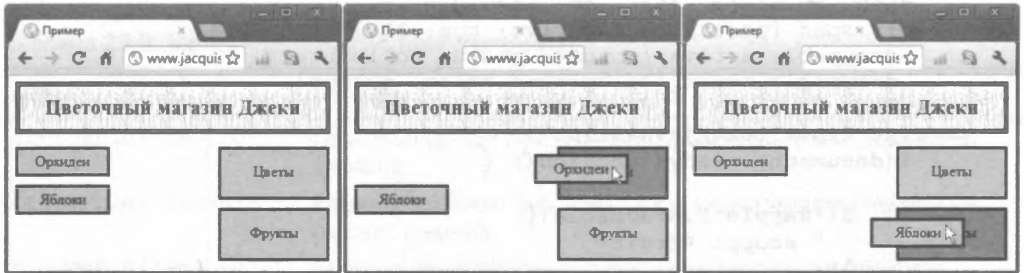 Пример
www.jacquis
Цветочный магазин Джеки
Орхидеи
Цветы
Яблоки
Фрукты
Пример
www.jacquis
Цветочный магазин Джеки
Орхидеи
Яблоки
Фрукты
Пример
www.jacquis
Цветочный магазин Джеки
Орхидеи
Цветы
Яблоки